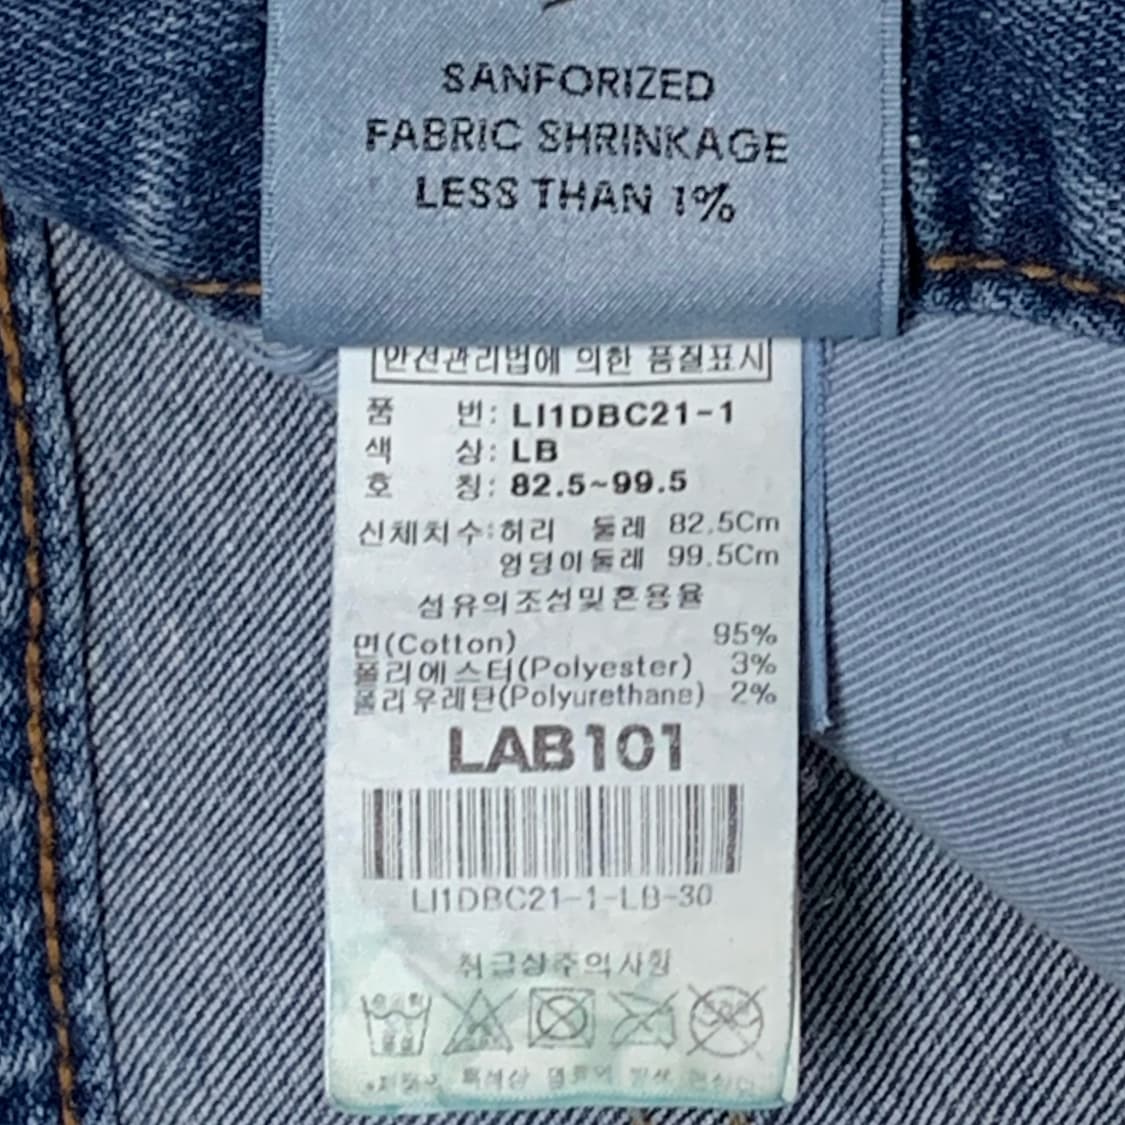 SANFORIZED
FABRIC SHRINKAGE
LESS THAN 1%
안전관리법에 의한 품질표시
품 번: LI1DBC21-1
색 상: LB
호 칭: 82.5~99.5
신체치수:허리 둘레 82.5Cm
엉덩이둘레 99.5Cm
섬유의조성및혼용율
면(Cotton) 95%
폴리에스터(Polyester) 3%
폴리우레탄(Polyurethane) 2%
LAB101
LI1DBC21-1-LB-30
취급상주의사항